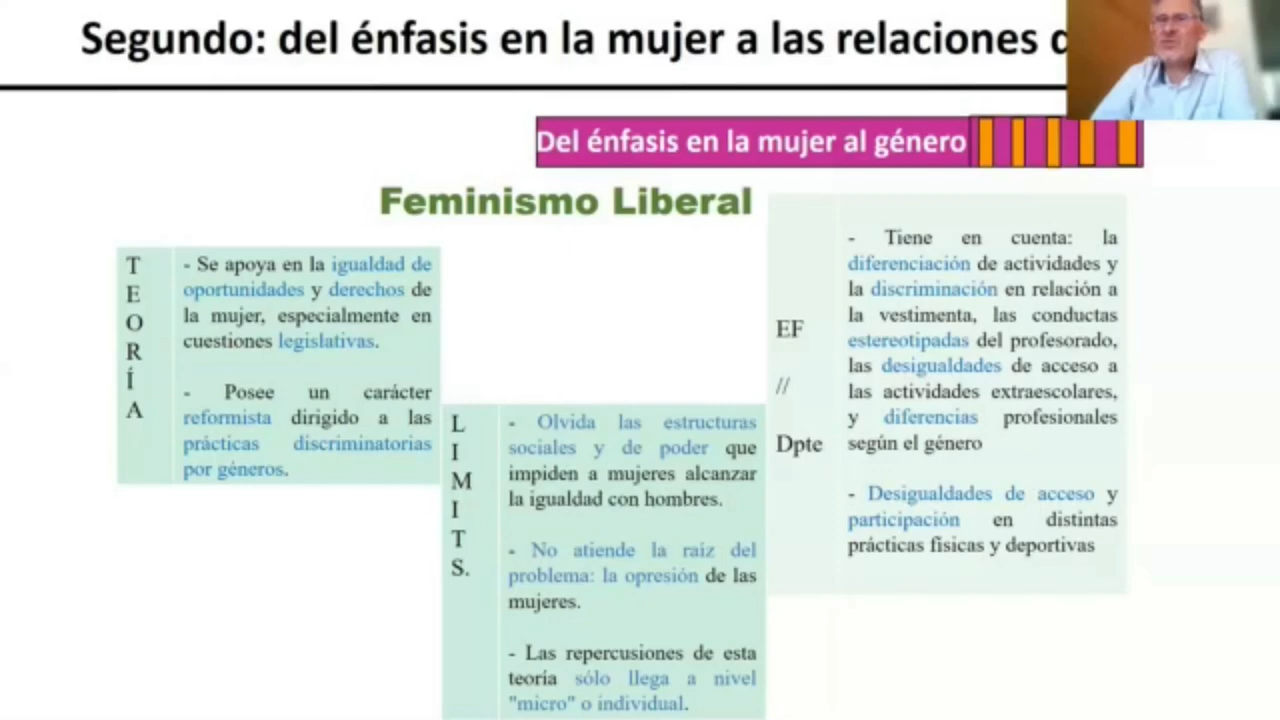 Segundo: del énfasis en la mujer a las relaciones
Del énfasis en la mujer al género
Feminismo Liberal
T
E
O
R
Í
A
- Se apoya en la igualdad de
oportunidades y derechos de
la mujer, especialmente en
cuestiones legislativas.
- Posee un carácter
reformista dirigido a las
prácticas discriminatorias
por géneros.
L
I
M
I
T
S.
- Olvida las estructuras
sociales y de poder que
impiden a mujeres alcanzar
la igualdad con hombres.
- No atiende la raíz del
problema: la opresión de las
mujeres.
- Las repercusiones de esta
teoría sólo llega a nivel
"micro" o individual.
EF
//
Dpte
- Tiene en cuenta: la
diferenciación de actividades y
la discriminación en relación a
la vestimenta, las conductas
estereotipadas del profesorado,
las desigualdades de acceso a
las actividades extraescolares,
y diferencias profesionales
según el género
- Desigualdades de acceso y
participación en distintas
prácticas físicas y deportivas